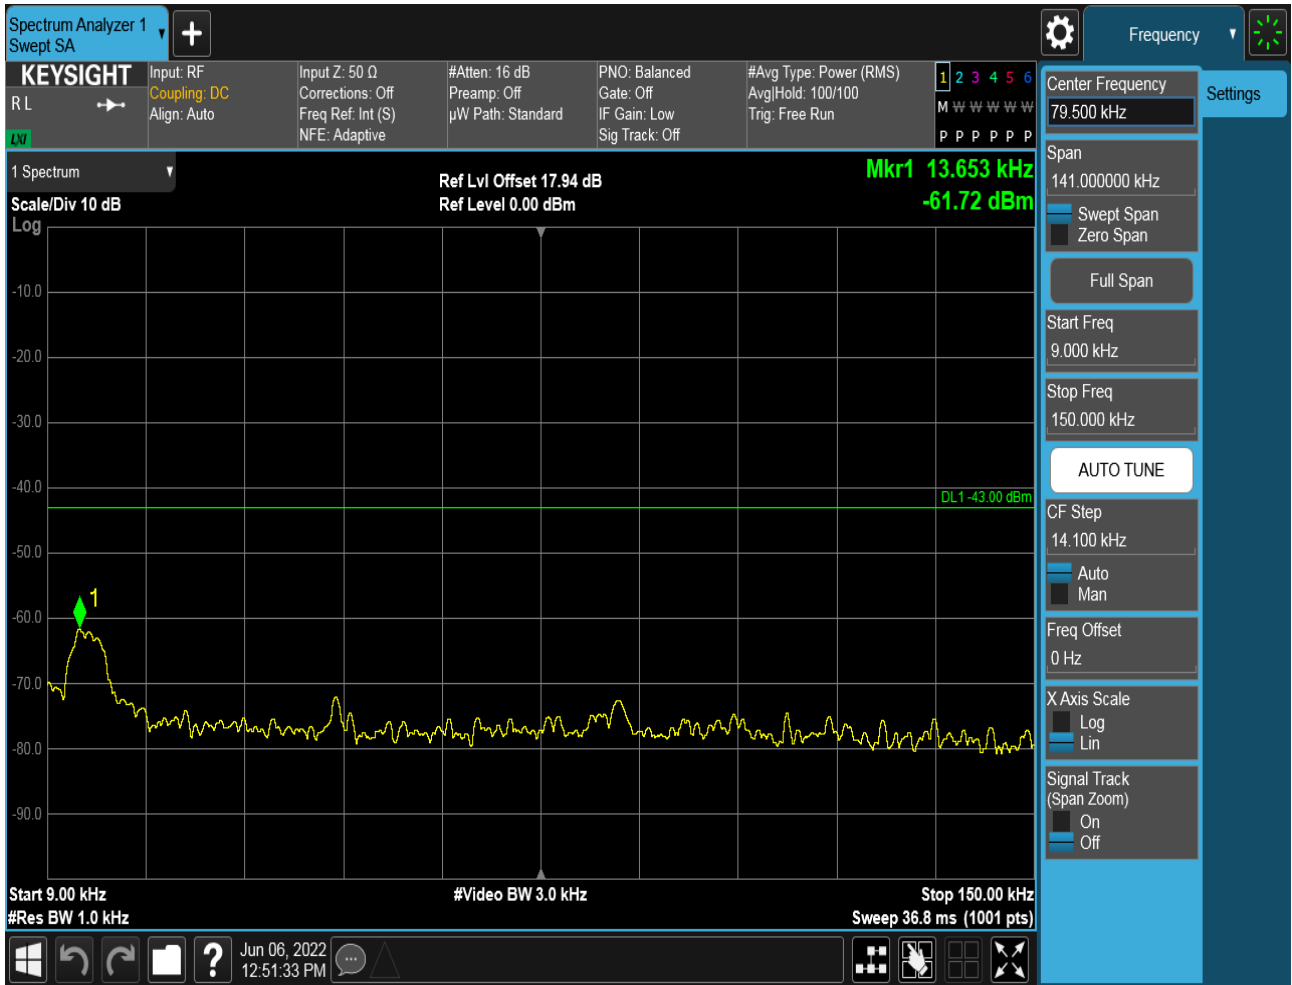 Spectrum Analyzer 1
Swept SA
Frequency
KEYSIGHT
R L
LXI
Input: RF
Coupling: DC
Align: Auto
Input Z: 50 Ω
Corrections: Off
Freq Ref: Int (S)
NFE: Adaptive
#Atten: 16 dB
Preamp: Off
µW Path: Standard
PNO: Balanced
Gate: Off
IF Gain: Low
Sig Track: Off
#Avg Type: Power (RMS)
Avg|Hold: 100/100
Trig: Free Run
1 2 3 4 5 6
M W W W W W
P P P P P P
1 Spectrum
Scale/Div 10 dB
Log
Ref Lvl Offset 17.94 dB
Ref Level 0.00 dBm
Mkr1 13.653 kHz
-61.72 dBm
-10.0
-20.0
-30.0
-40.0
DL1 -43.00 dBm
-50.0
1
-60.0
-70.0
-80.0
-90.0
Start 9.00 kHz
#Video BW 3.0 kHz
Stop 150.00 kHz
#Res BW 1.0 kHz
Sweep 36.8 ms (1001 pts)
?
Jun 06, 2022
12:51:33 PM
Center Frequency
79.500 kHz
Settings
Span
141.000000 kHz
Swept Span
Zero Span
Full Span
Start Freq
9.000 kHz
Stop Freq
150.000 kHz
AUTO TUNE
CF Step
14.100 kHz
Auto
Man
Freq Offset
0 Hz
X Axis Scale
Log
Lin
Signal Track
(Span Zoom)
On
Off